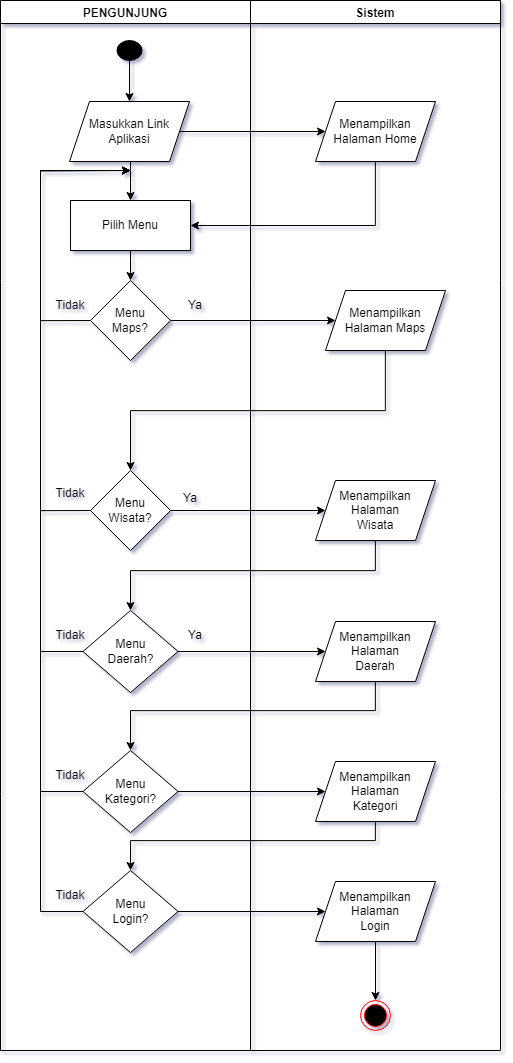 PENGUNJUNG
Sistem
Masukkan Link
Aplikasi
Menampilkan
Halaman Home
Pilih Menu
Tidak
Menu
Maps?
Ya
Menampilkan
Halaman Maps
Tidak
Menu
Wisata?
Ya
Menampilkan
Halaman
Wisata
Tidak
Menu
Daerah?
Ya
Menampilkan
Halaman
Daerah
Tidak
Menu
Kategori?
Menampilkan
Halaman
Kategori
Tidak
Menu
Login?
Menampilkan
Halaman
Login